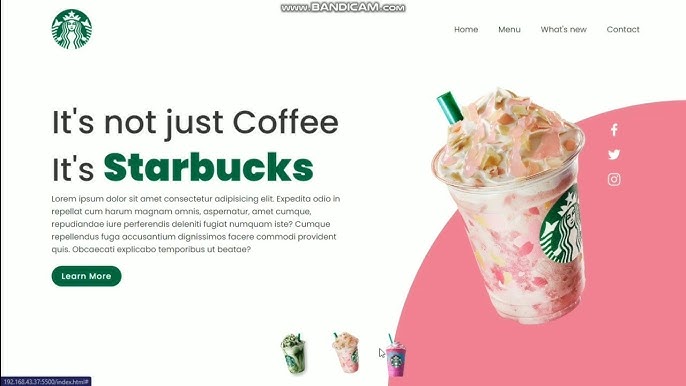 www.BANDICAM.com
Home Menu What's new Contact
It's not just Coffee
It's Starbucks
Lorem ipsum dolor sit amet consectetur adipisicing elit. Expedita odio in
repellat cum harum magnam omnis, aspernatur, amet cumque,
repudiandae iure perferendis deleniti fugiat numquam iste? Cumque
repellendus fuga accusantium dignissimos facere commodi provident
quis. Obcaecati explicabo temporibus ut beatae?
Learn More
192.168.43.37:5500/index.html#